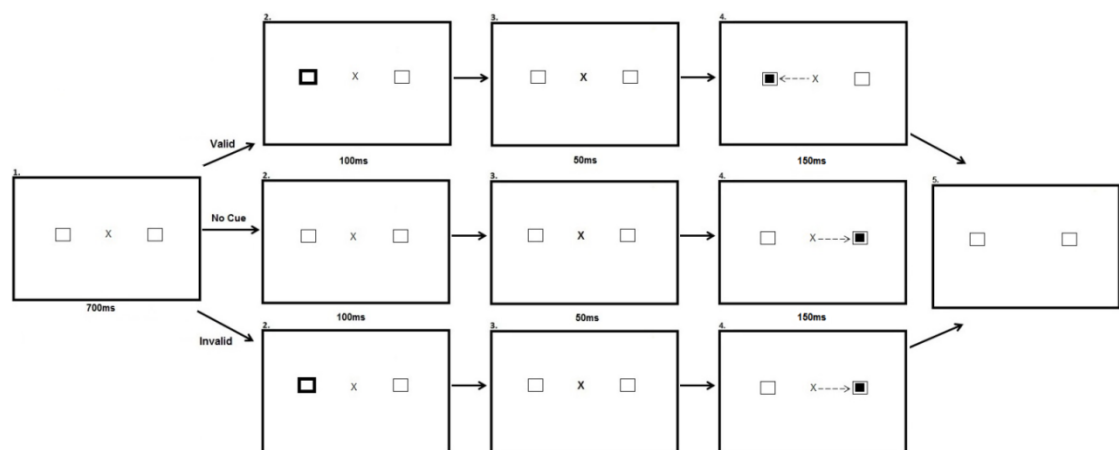 2.
3.
4.
X
X
X
Valid
100ms
50ms
150ms
1.
2.
3.
4.
5.
X
No Cue
X
X
X
700ms
100ms
50ms
150ms
Invalid
2.
3.
4.
X
X
X